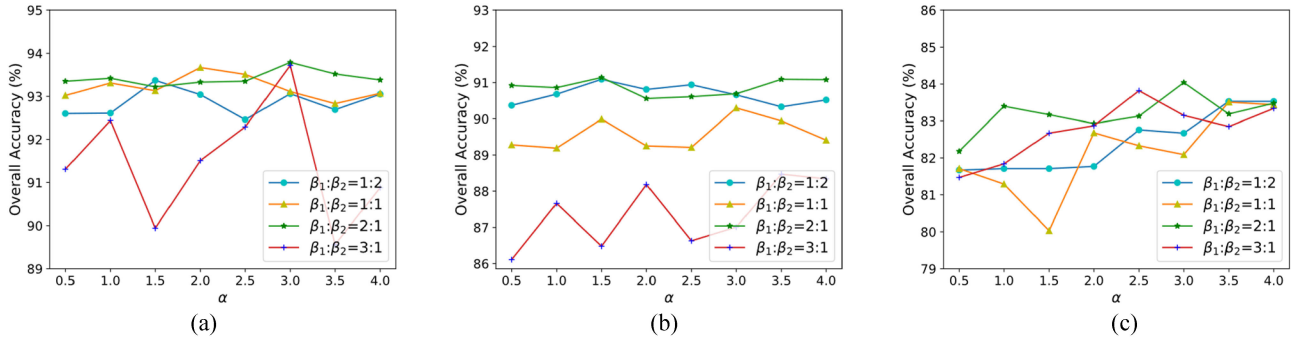 95
94
93
92
91
90
89
Overall Accuracy (%)
0.5 1.0 1.5 2.0 2.5 3.0 3.5 4.0
α
β₁:β₂=1:2
β₁:β₂=1:1
β₁:β₂=2:1
β₁:β₂=3:1
(a)
93
92
91
90
89
88
87
86
Overall Accuracy (%)
0.5 1.0 1.5 2.0 2.5 3.0 3.5 4.0
α
β₁:β₂=1:2
β₁:β₂=1:1
β₁:β₂=2:1
β₁:β₂=3:1
(b)
86
85
84
83
82
81
80
79
Overall Accuracy (%)
0.5 1.0 1.5 2.0 2.5 3.0 3.5 4.0
α
β₁:β₂=1:2
β₁:β₂=1:1
β₁:β₂=2:1
β₁:β₂=3:1
(c)